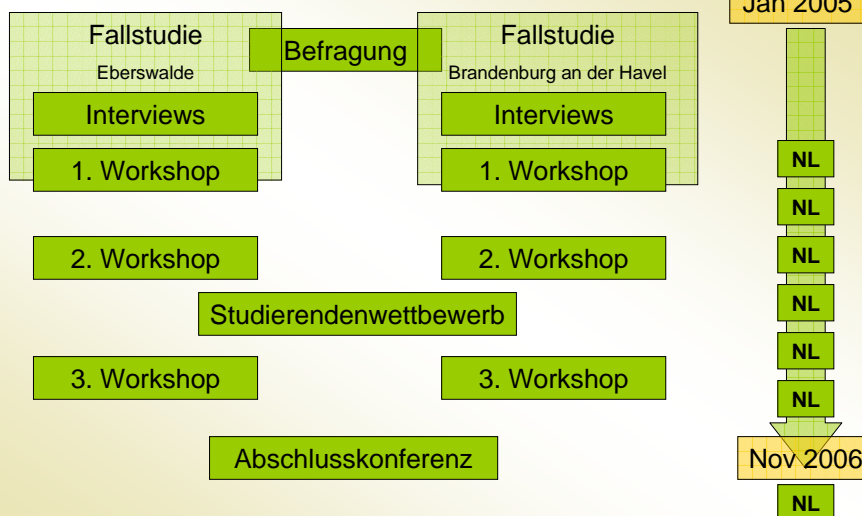 Jan 2005
Fallstudie
Eberswalde
Befragung
Fallstudie
Brandenburg an der Havel
Interviews
Interviews
1. Workshop
1. Workshop
NL
NL
2. Workshop
2. Workshop
NL
Studierendenwettbewerb
NL
NL
3. Workshop
3. Workshop
NL
Abschlusskonferenz
Nov 2006
NL